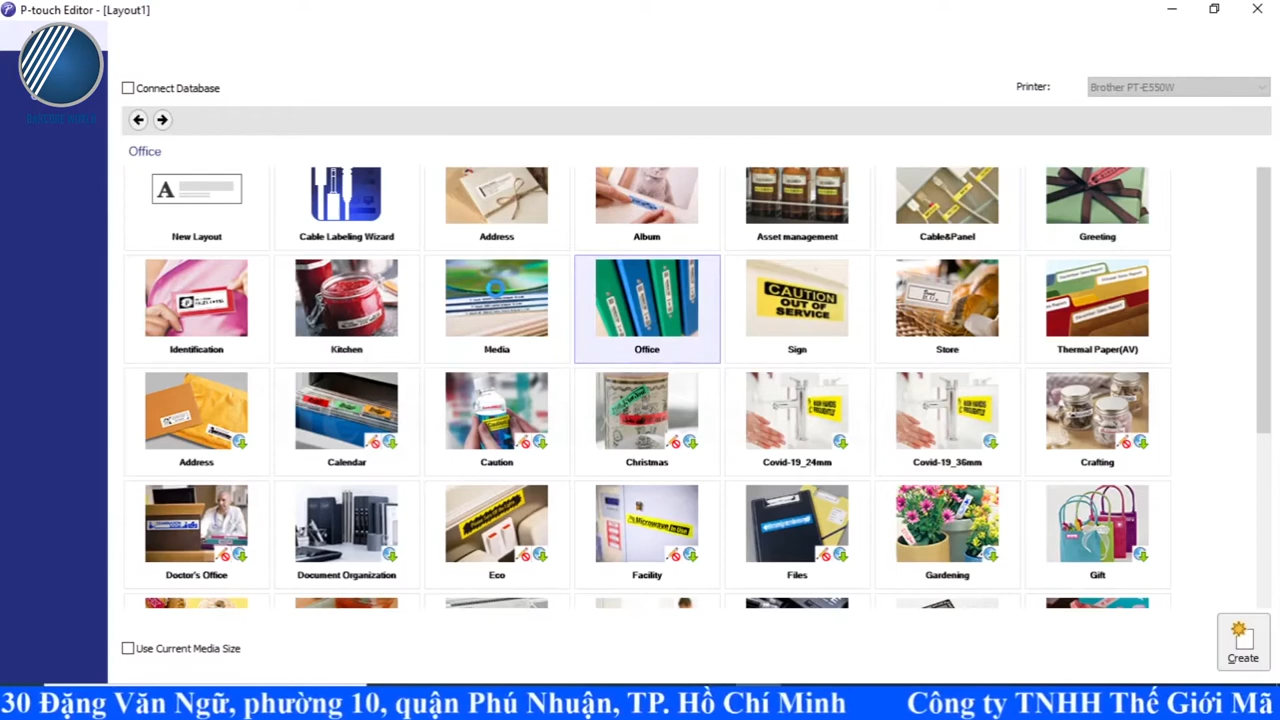 P-touch Editor - [Layout1]
Connect Database
Printer:
Brother PT-E550W
Office
A
New Layout
Cable Labeling Wizard
Address
Album
Asset management
Cable&Panel
Greeting
CAUTION
OUT OF
SERVICE
Identification
Kitchen
Media
Office
Sign
Store
Thermal Paper(AV)
Address
Calendar
Caution
Christmas
Covid-19_24mm
Covid-19_36mm
Crafting
Microwave In Use
Doctor's Office
Document Organization
Eco
Facility
Files
Gardening
Gift
Use Current Media Size
Create
30 Đặng Văn Ngữ, phường 10, quận Phú Nhuận, TP. Hồ Chí Minh
Công ty TNHH Thế Giới Mã